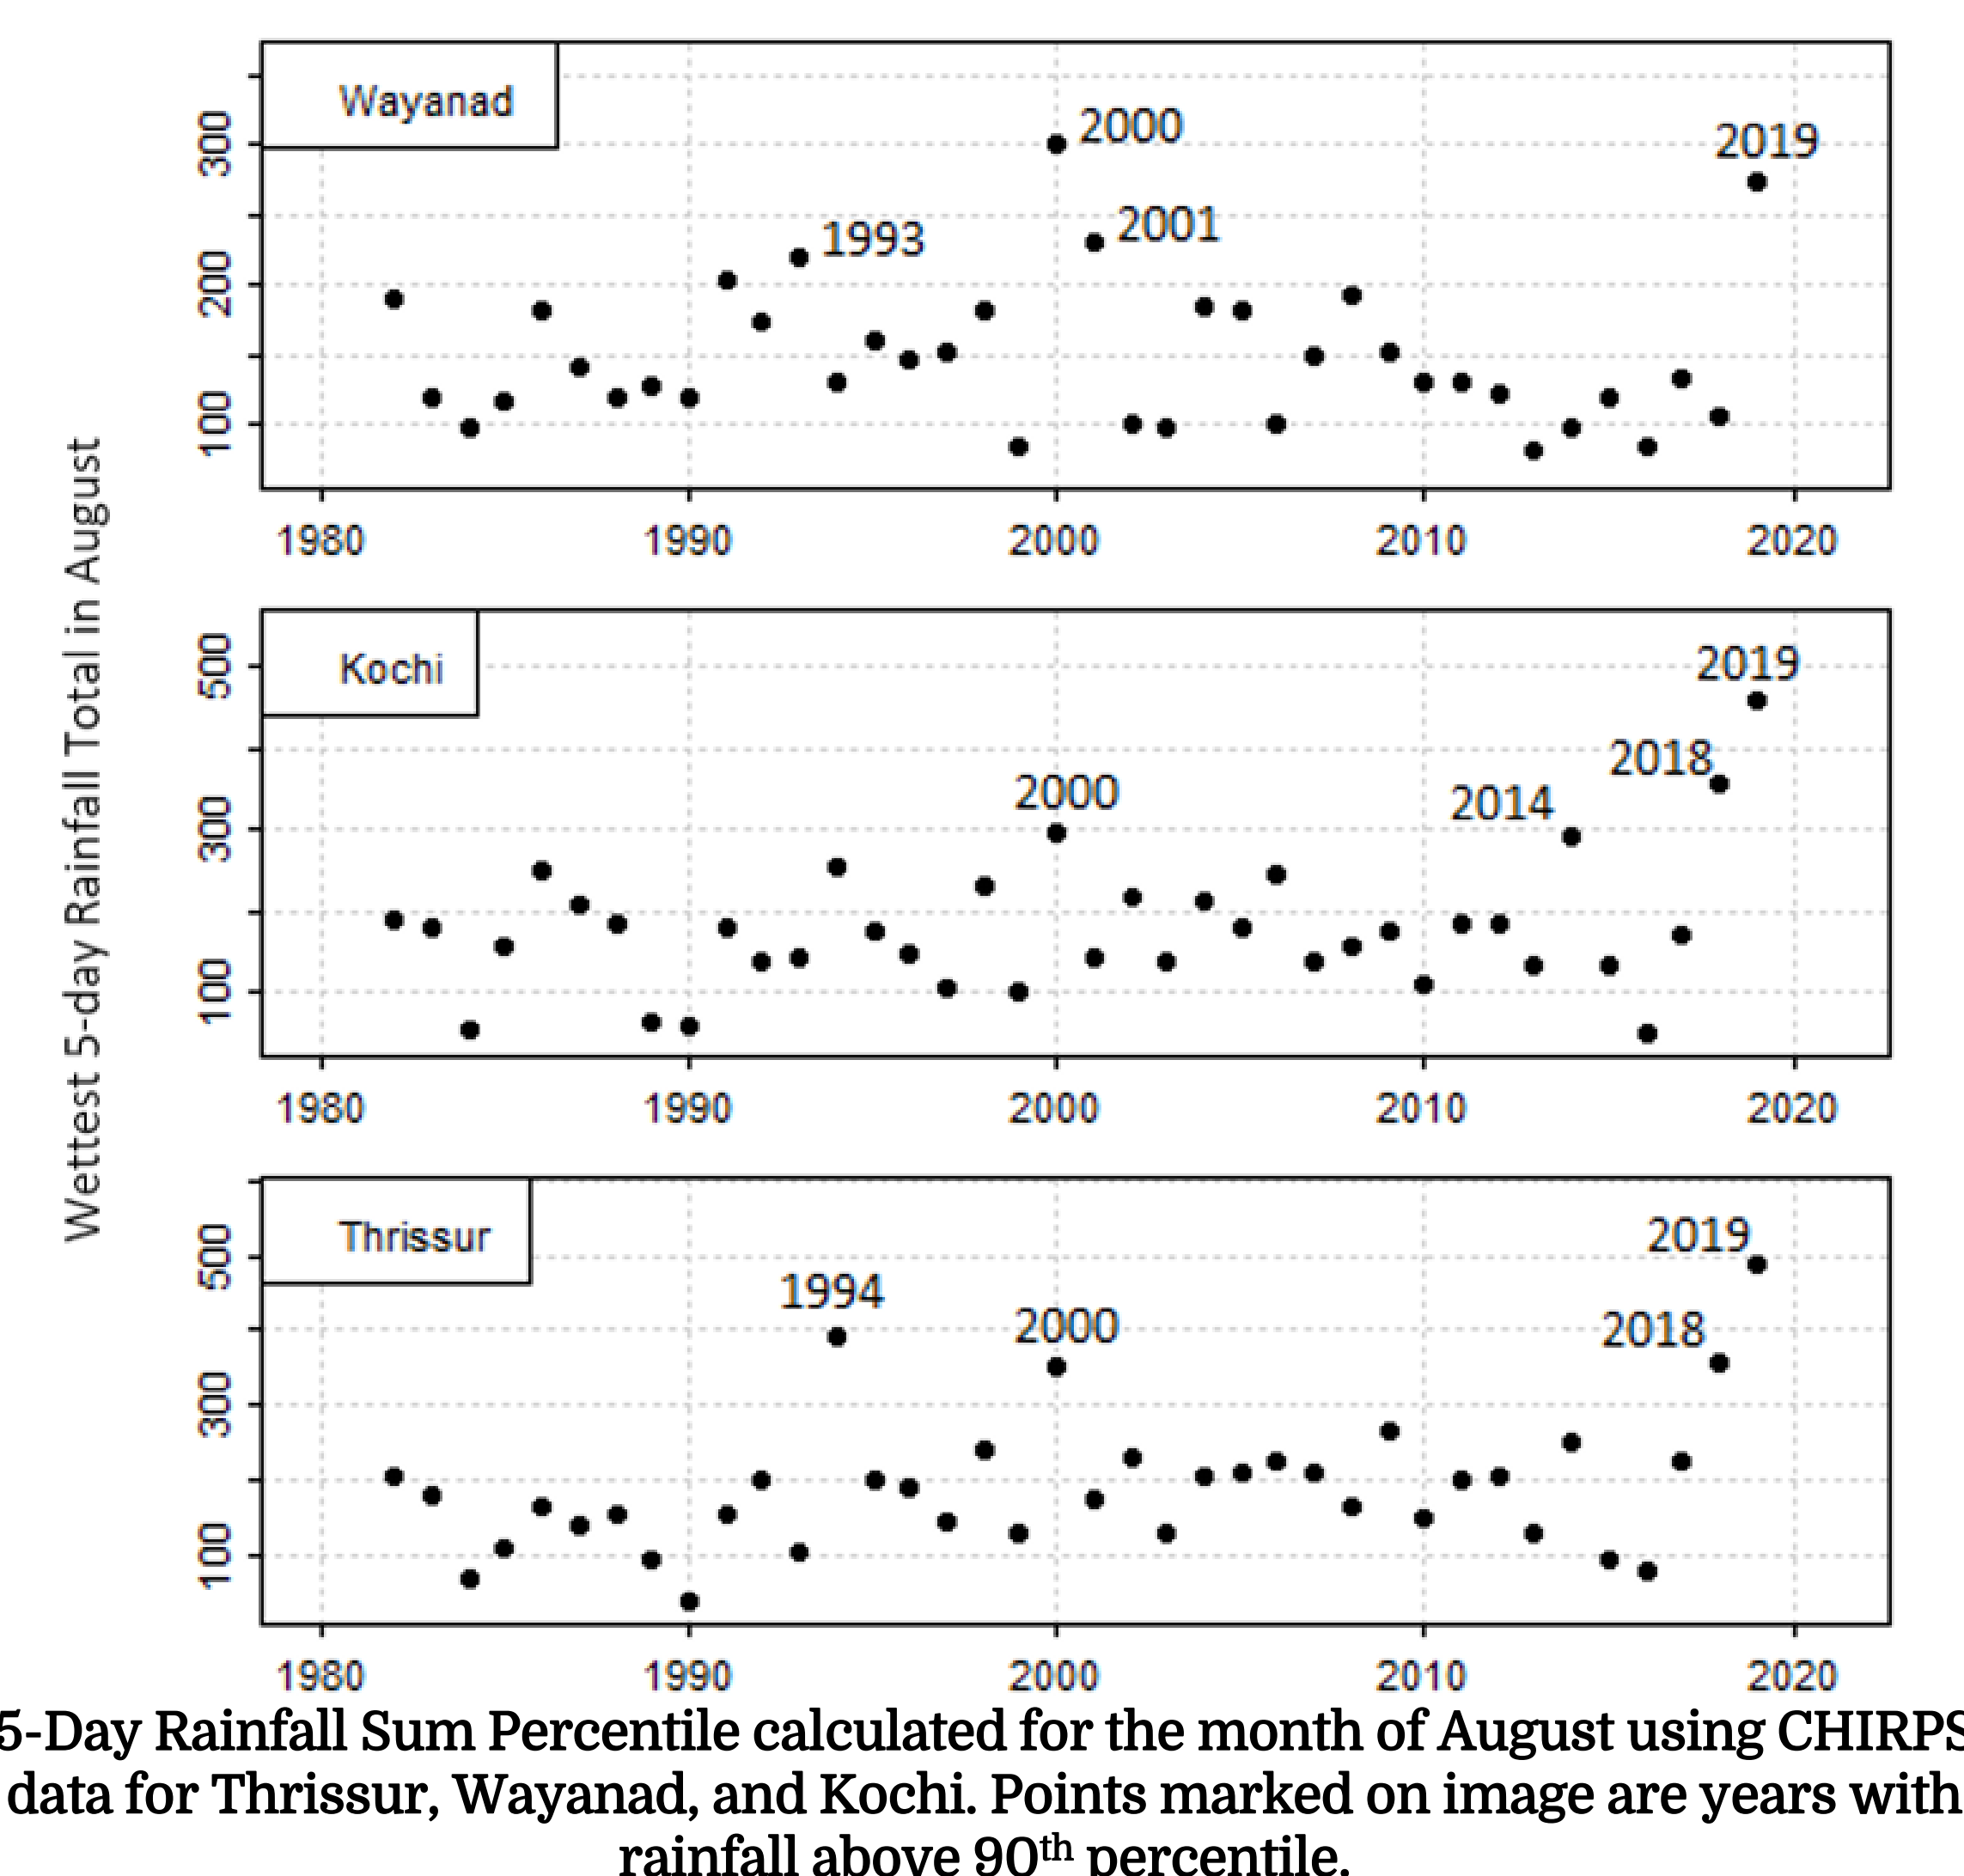 Wayanad
2000
2019
1993
2001
300
200
100
1980 1990 2000 2010 2020
Wettest 5-day Rainfall Total in August
Kochi
2019
2018
2014
2000
500
300
100
1980 1990 2000 2010 2020
Thrissur
2019
1994
2000
2018
500
300
100
1980 1990 2000 2010 2020
5-Day Rainfall Sum Percentile calculated for the month of August using CHIRPS
data for Thrissur, Wayanad, and Kochi. Points marked on image are years with
rainfall above 90th percentile.